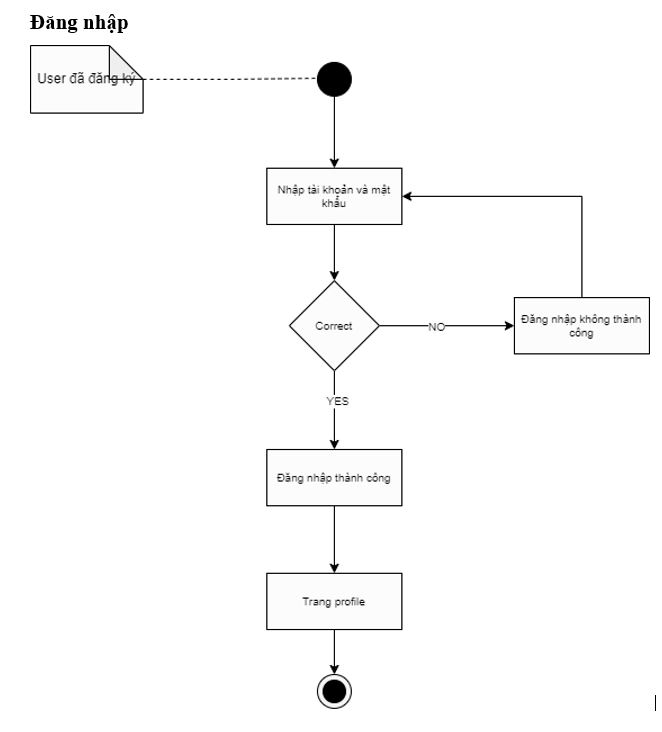 Đăng nhập
User đã đăng ký
Nhập tài khoản và mật
khẩu
Correct
NO
Đăng nhập không thành
công
YES
Đăng nhập thành công
Trang profile